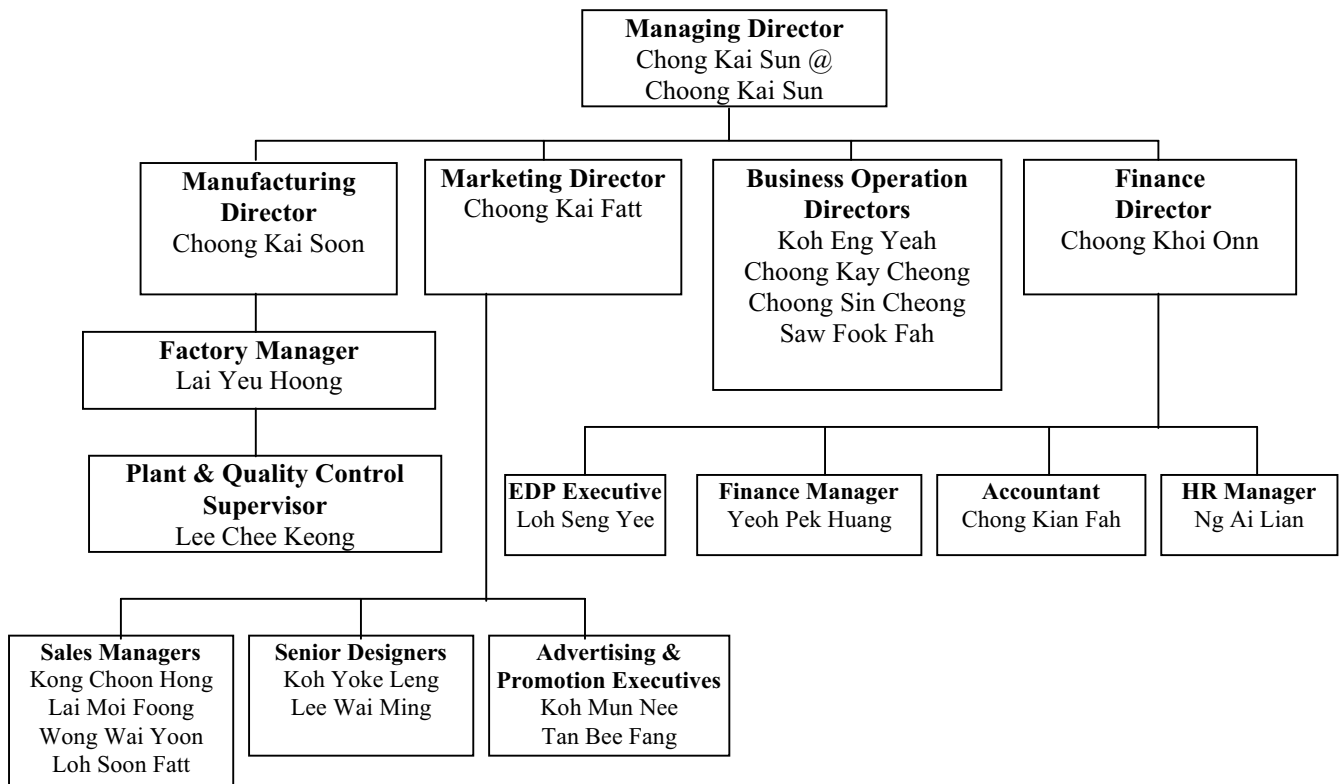 Managing Director
Chong Kai Sun @
Choong Kai Sun
Manufacturing
Director
Choong Kai Soon
Marketing Director
Choong Kai Fatt
Business Operation
Directors
Koh Eng Yeah
Choong Kay Cheong
Choong Sin Cheong
Saw Fook Fah
Finance
Director
Choong Khoi Onn
Factory Manager
Lai Yeu Hoong
Plant & Quality Control
Supervisor
Lee Chee Keong
EDP Executive
Loh Seng Yee
Finance Manager
Yeoh Pek Huang
Accountant
Chong Kian Fah
HR Manager
Ng Ai Lian
Sales Managers
Kong Choon Hong
Lai Moi Foong
Wong Wai Yoon
Loh Soon Fatt
Senior Designers
Koh Yoke Leng
Lee Wai Ming
Advertising &
Promotion Executives
Koh Mun Nee
Tan Bee Fang